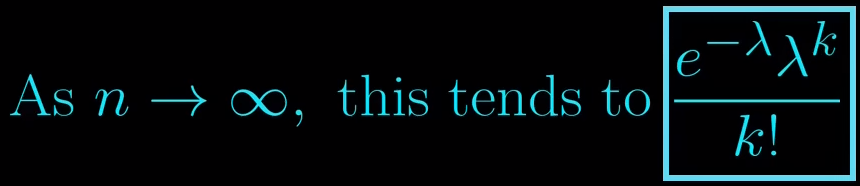 As n → ∞, this tends to e^{-λ}λ^k / k!